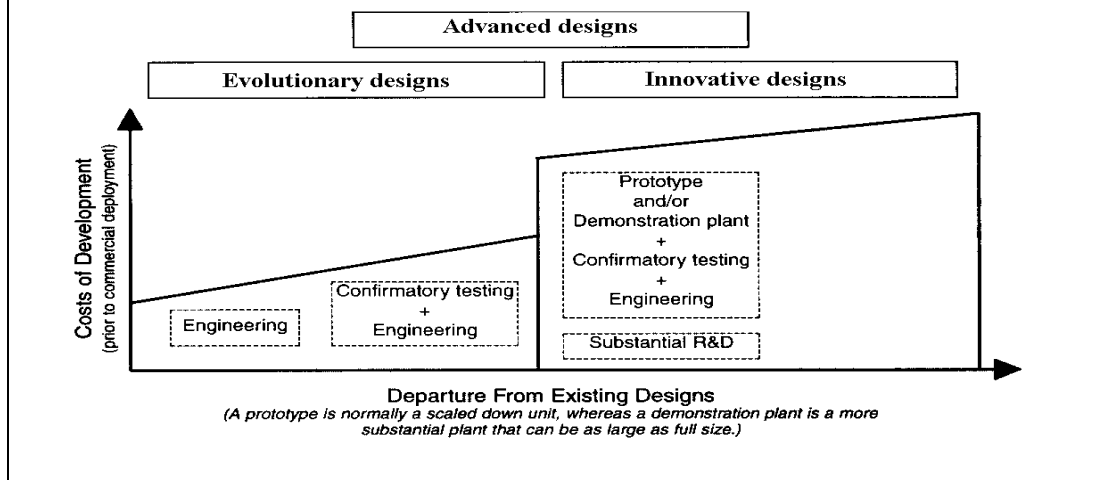 Advanced designs
Evolutionary designs
Innovative designs
Costs of Development
(prior to commercial deployment)
Engineering
Confirmatory testing
+
Engineering
Prototype
and/or
Demonstration plant
+
Confirmatory testing
+
Engineering
Substantial R&D
Departure From Existing Designs
(A prototype is normally a scaled down unit, whereas a demonstration plant is a more
substantial plant that can be as large as full size.)